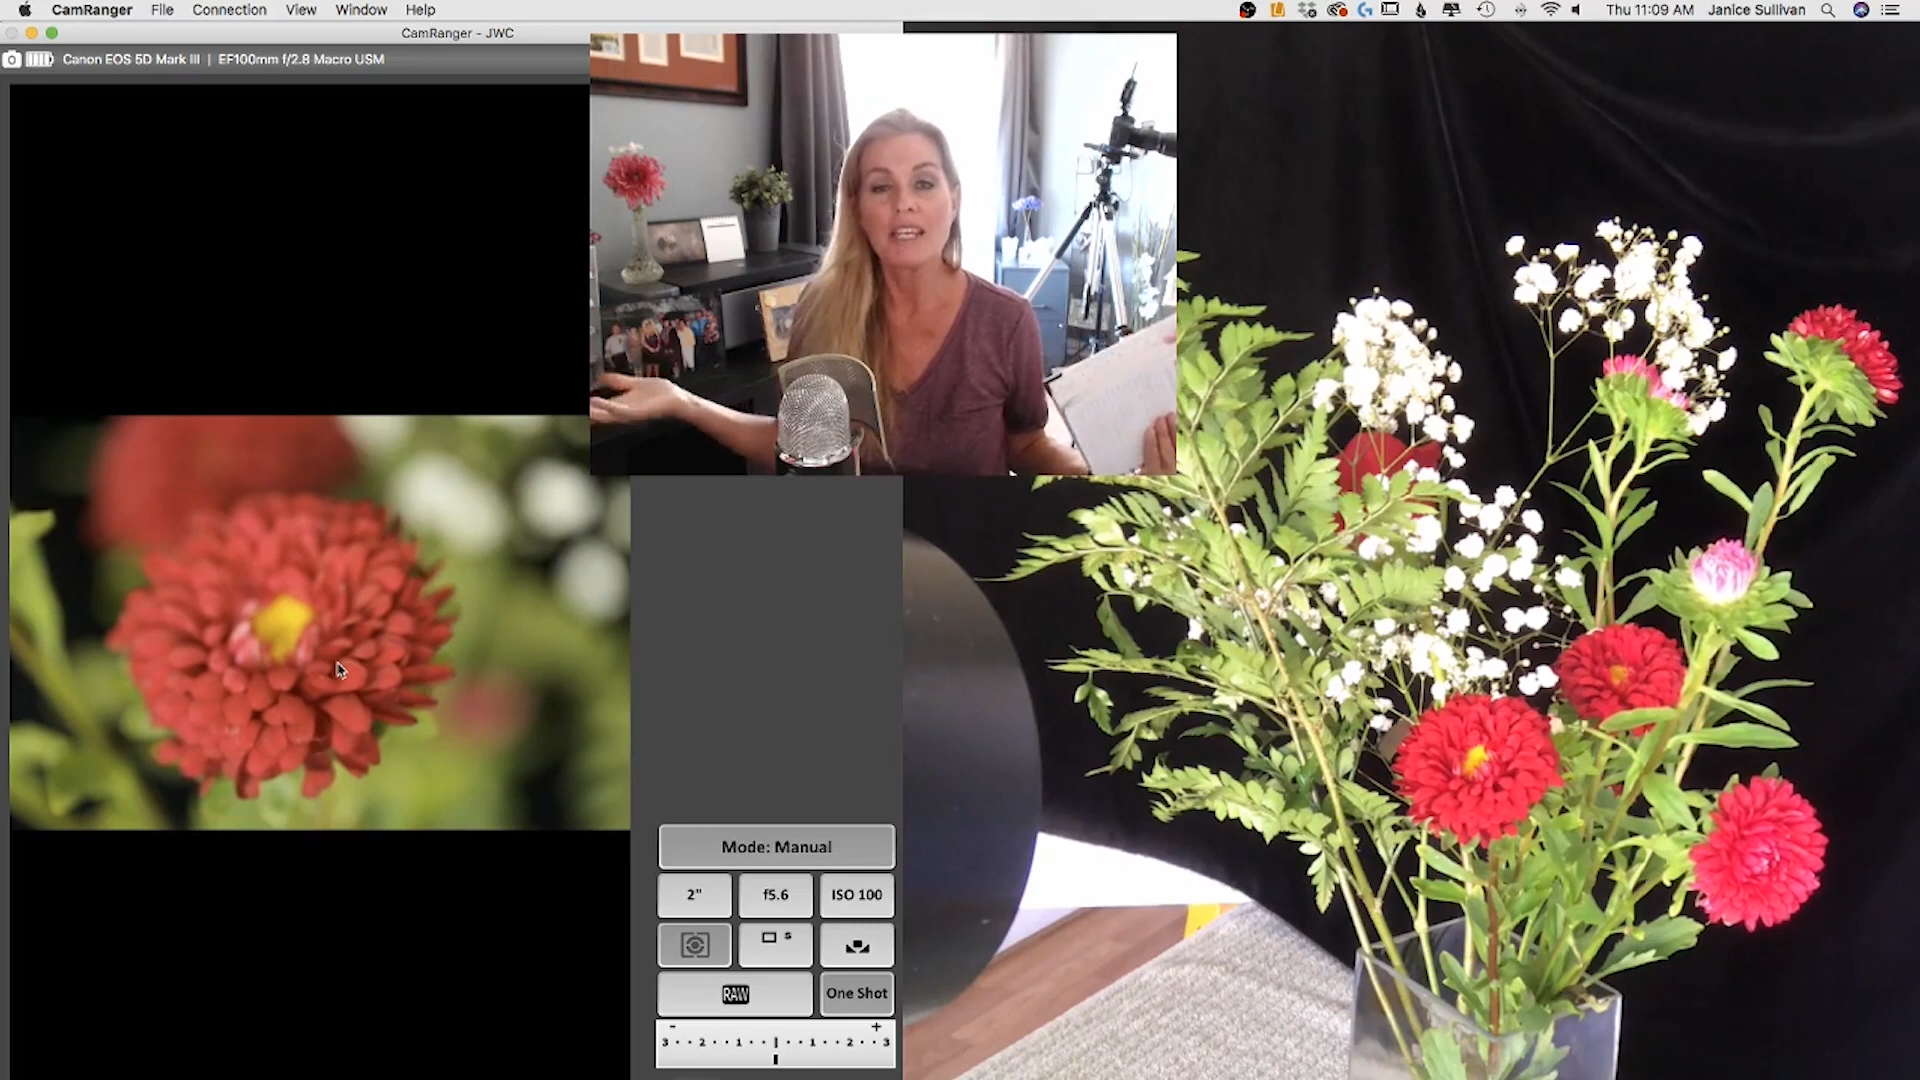 CamRanger File Connection View Window Help
Thu 11:09 AM Janice Sullivan
CamRanger - JWC
Canon EOS 5D Mark III | EF100mm f/2.8 Macro USM
Mode: Manual
2" f5.6 ISO 100
S
RAW One Shot
- +
3 · · 2 · · 1 · · | · · 1 · · 2 · · 3